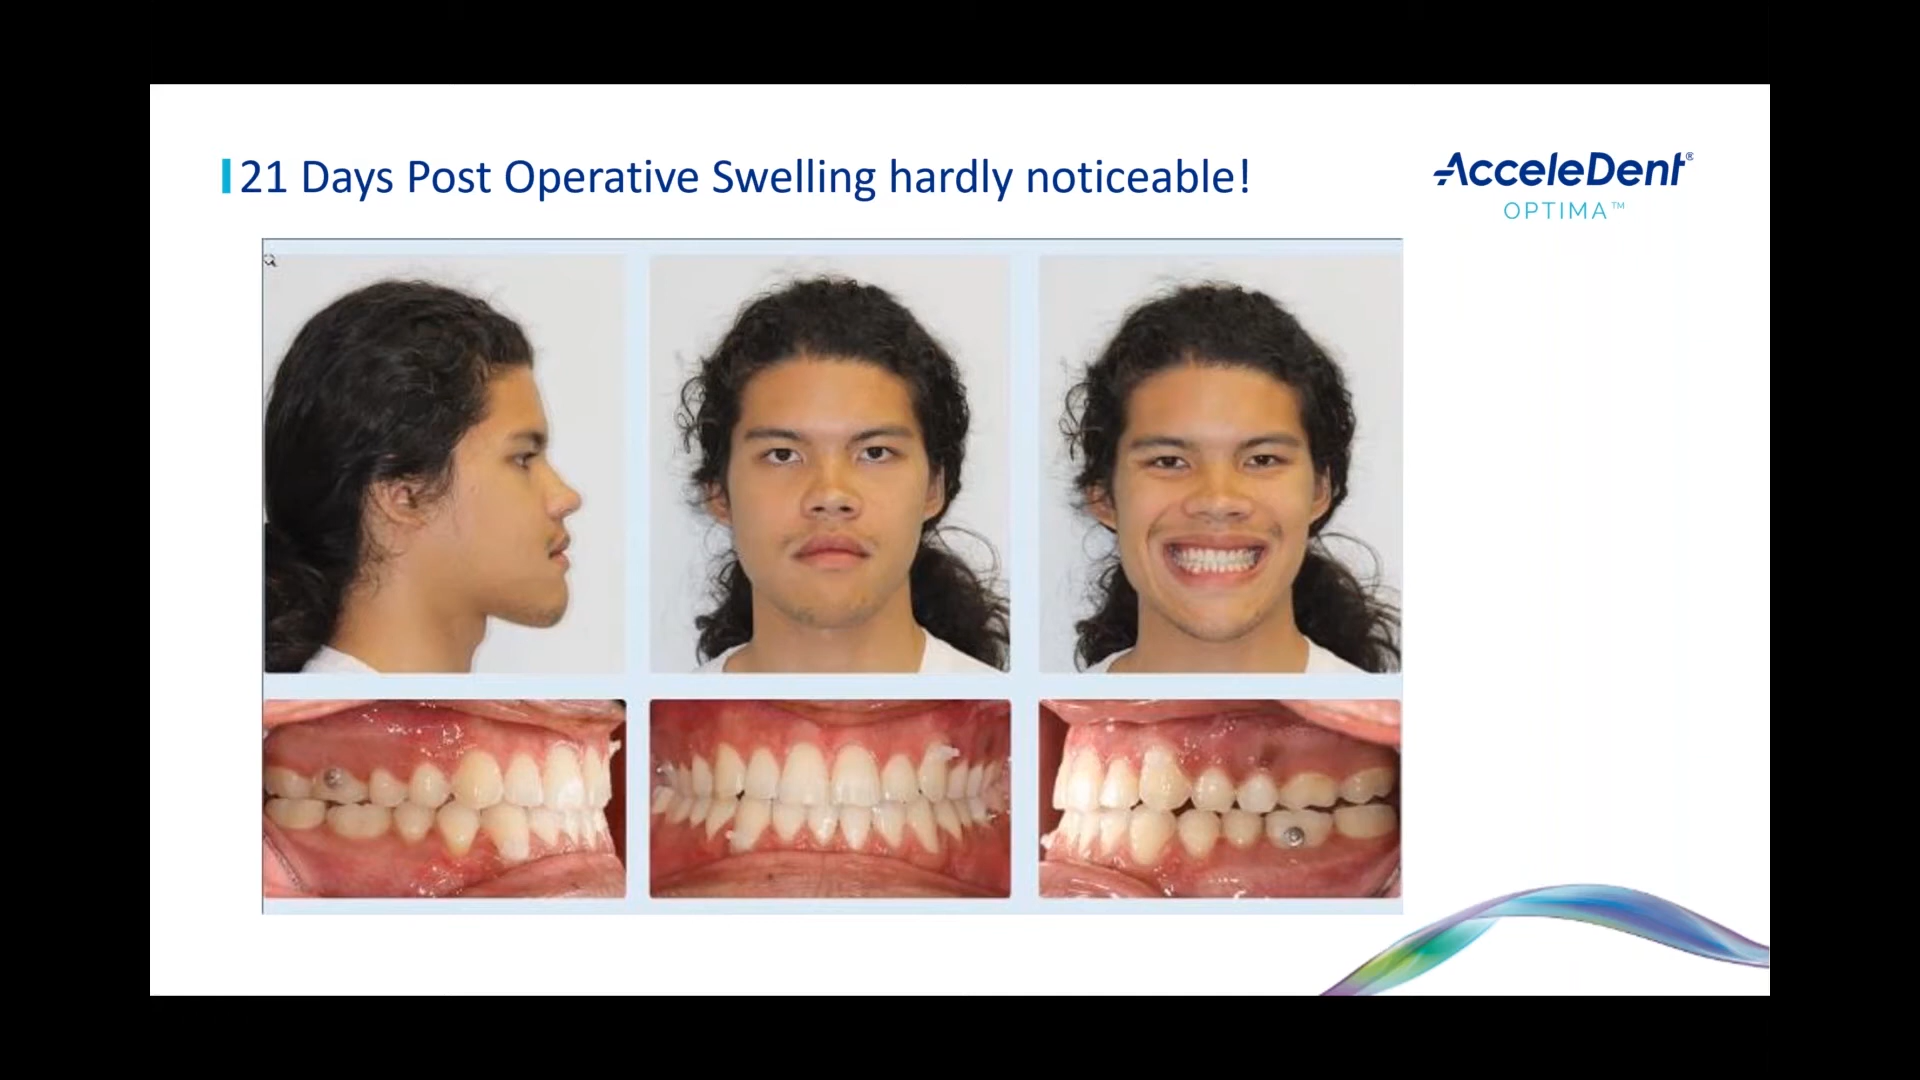 21 Days Post Operative Swelling hardly noticeable!
AcceleDent®
OPTIMA™